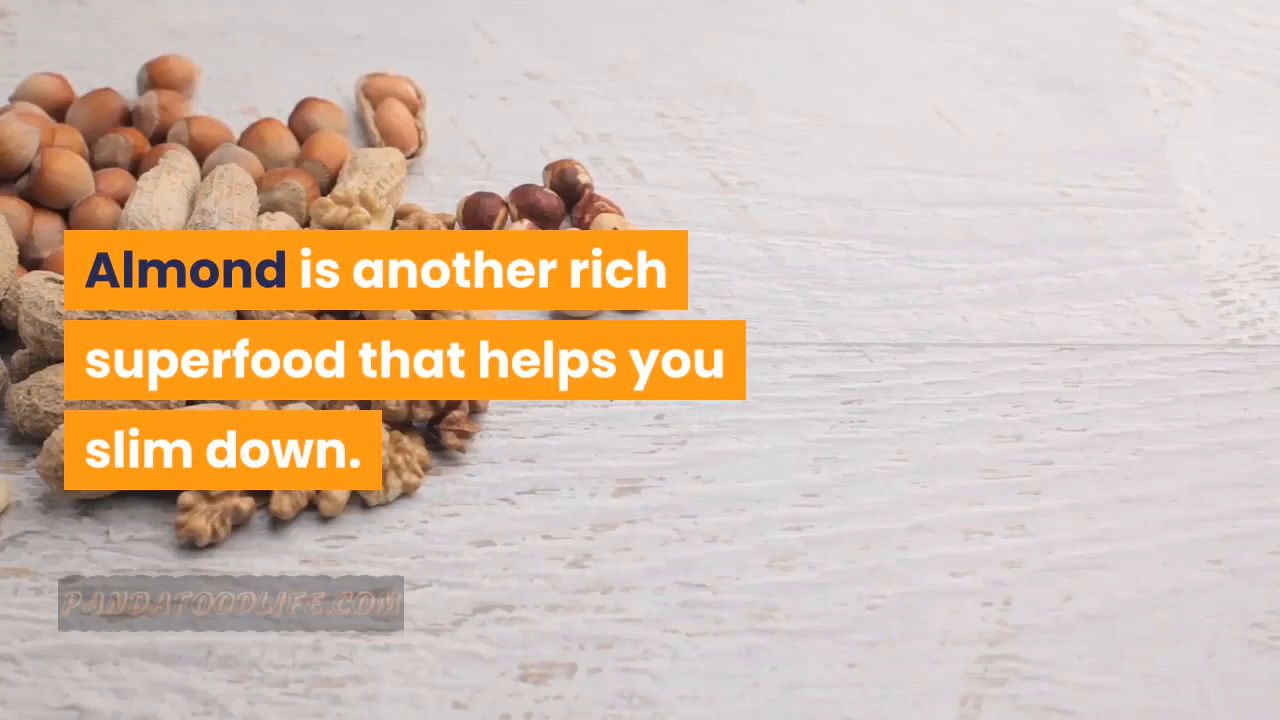 Almond is another rich
superfood that helps you
slim down.
PANDAFOODLIFE.COM